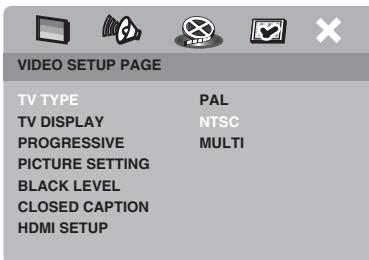 VIDEO SETUP PAGE
TV TYPE PAL
TV DISPLAY NTSC
PROGRESSIVE MULTI
PICTURE SETTING
BLACK LEVEL
CLOSED CAPTION
HDMI SETUP